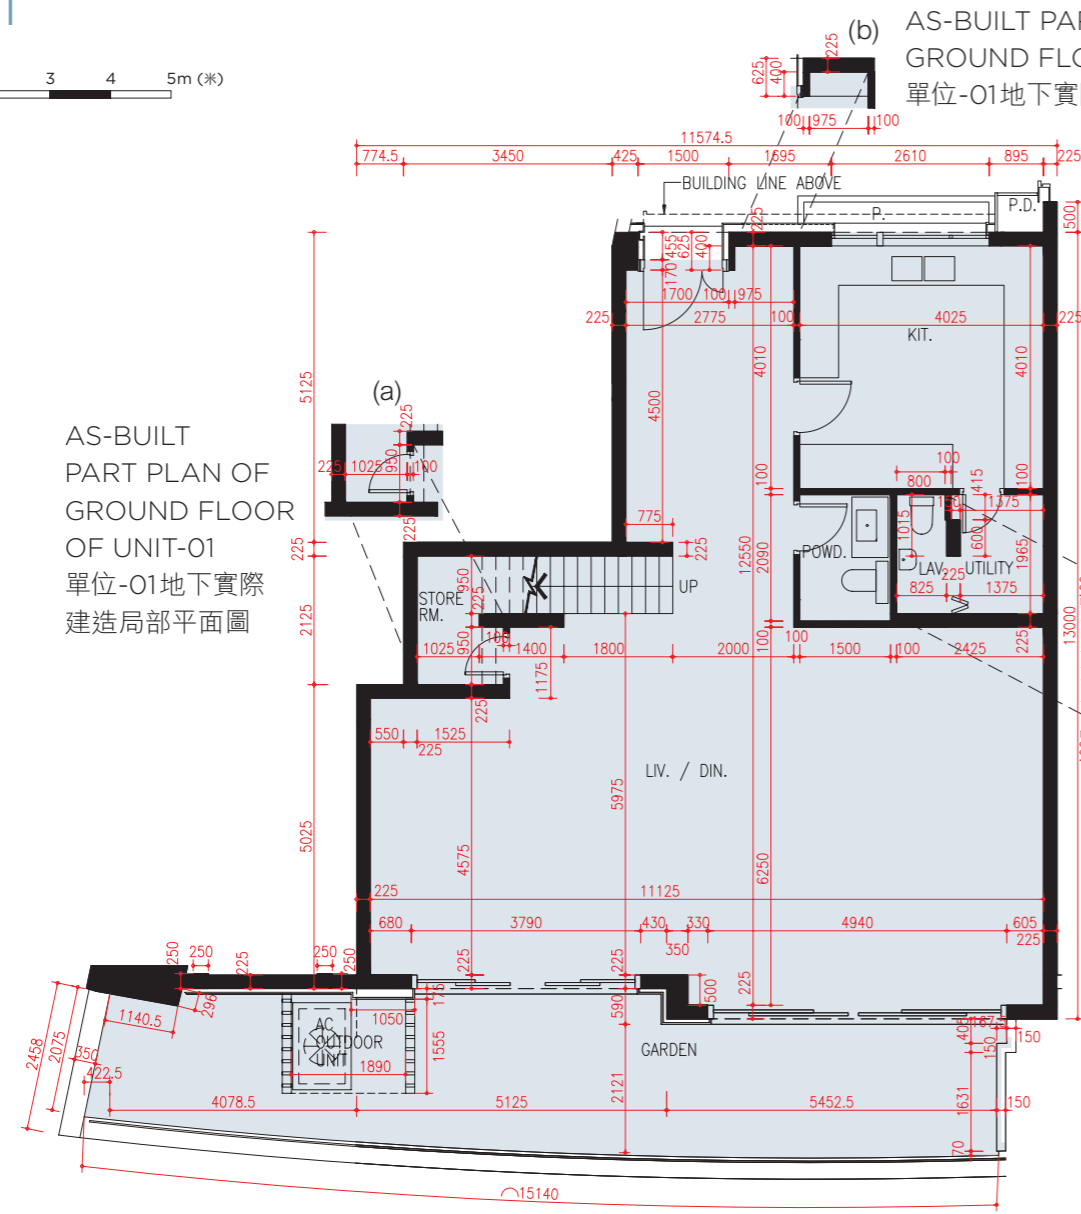 3 4 5m (米)
(b)
AS-BUILT PAR
GROUND FLO
單位-01地下實
225
625
400
100 975 100
11574.5
774.5 3450 425 1500 1695 2610 895 225
BUILDING LINE ABOVE
P.
P.D.
500
225
455
625
400
170
1700 100 975
225 2775 100 4025 225
KIT.
5125
4500
4010
4010
(a)
AS-BUILT
PART PLAN OF
GROUND FLOOR
OF UNIT-01
單位-01地下實際
建造局部平面圖
225
950
225 1025 100
225
100
800
415
100
100
150 1375
775
1015
600
225
225
12550
2090
1965
POWD.
LAV.
UTILITY
825 225 1375
950
STORE
RM.
225
UP
2125
13000
950
100
100
100
225
1025 1400 1800 2000 1500 100 2425
1175
225
550 1525
225
LIV. / DIN.
5025
4575
5975
6250
225 11125
680 3790 430 330 4940 605
350 225
250 250 225 250 250
225
225
225
500
175
590
296
1140.5
1050
AC
OUTDOOR
UNIT
1890
1555
GARDEN
2121
405
167.5
150
150
2458
2075
350
422.5
4078.5 5125 5452.5 150
1631
70
15140